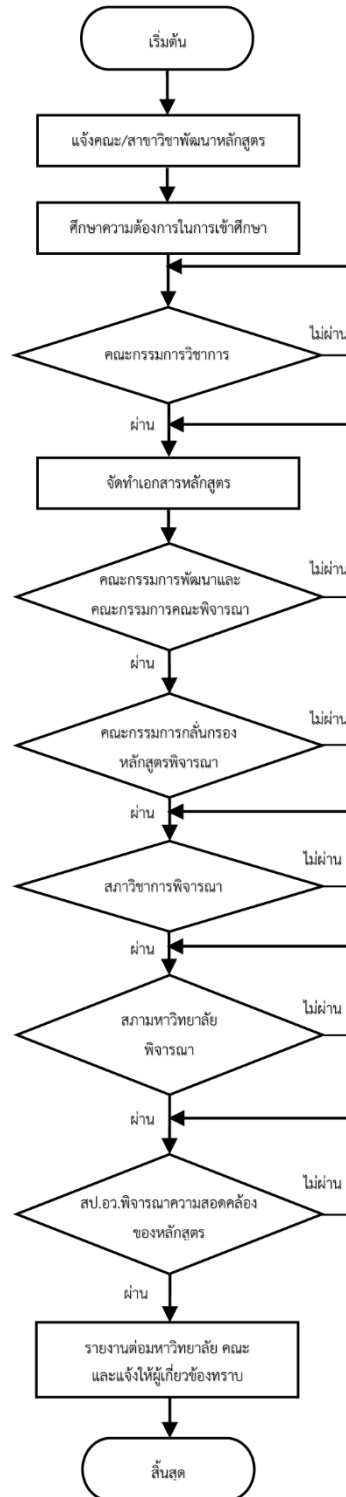 เริ่มต้น
แจ้งคณะ/สาขาวิชาพัฒนาหลักสูตร
ศึกษาความต้องการในการเข้าศึกษา
ไม่ผ่าน
คณะกรรมการวิชาการ
ผ่าน
จัดทำเอกสารหลักสูตร
ไม่ผ่าน
คณะกรรมการพัฒนาและ
คณะกรรมการคณะพิจารณา
ผ่าน
ไม่ผ่าน
คณะกรรมการกลั่นกรอง
หลักสูตรพิจารณา
ผ่าน
ไม่ผ่าน
สภาวิชาการพิจารณา
ผ่าน
ไม่ผ่าน
สภามหาวิทยาลัย
พิจารณา
ผ่าน
ไม่ผ่าน
สป.อว.พิจารณาความสอดคล้อง
ของหลักสูตร
ผ่าน
รายงานต่อมหาวิทยาลัย คณะ
และแจ้งให้ผู้เกี่ยวข้องทราบ
สิ้นสุด